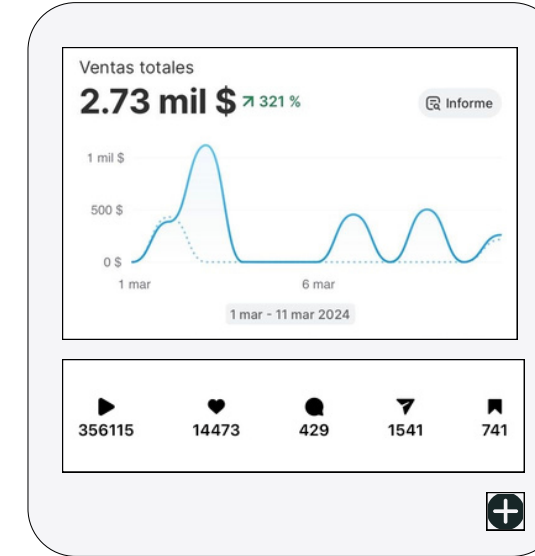 Ventas totales
2.73 mil $ 321 %
Informe
1 mil $
500 $
0 $
1 mar 6 mar
1 mar - 11 mar 2024
356115 14473 429 1541 741